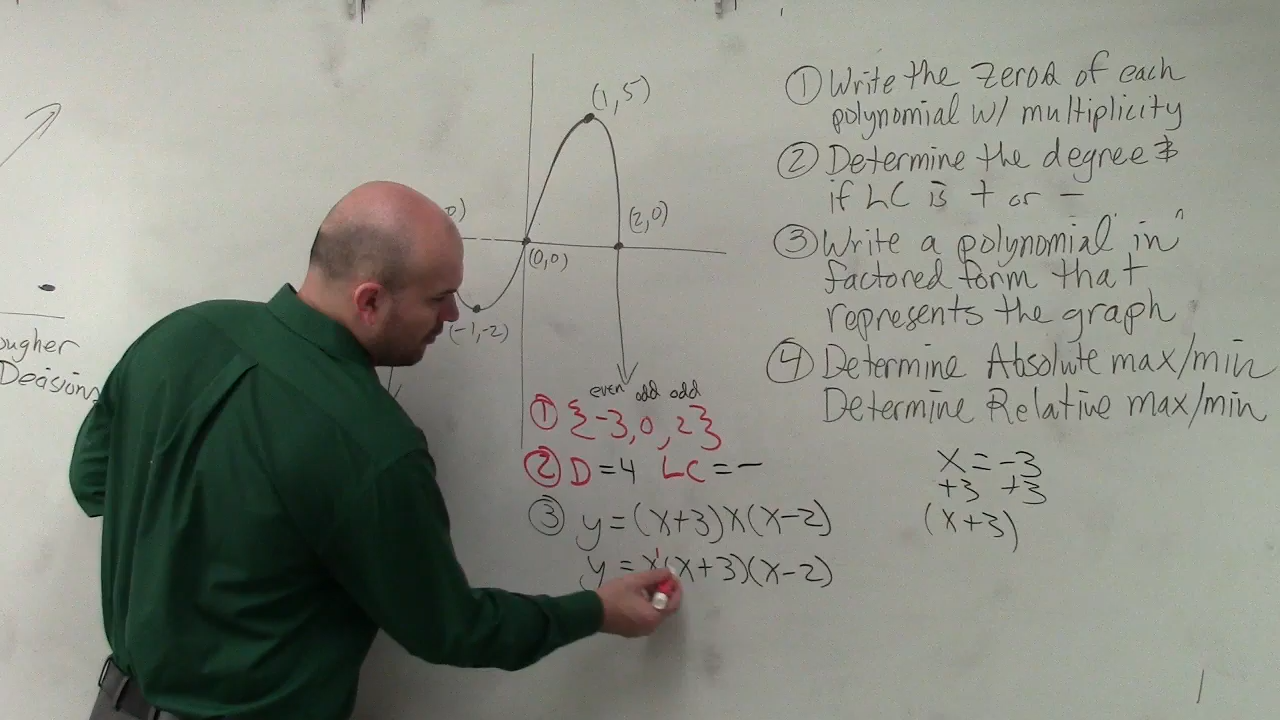 (1,5)
0)
(2,0)
(0,0)
(-1,-2)
ougher
Decisions
① Write the zeros of each
polynomial w/ multiplicity
② Determine the degree &
if LC is + or -
③ Write a polynomial in
factored form that
represents the graph
④ Determine Absolute max/min
Determine Relative max/min
even odd odd
① {-3, 0, 2}
② D=4 LC=-
③ y=(x+3)x(x-2)
y=x¹(x+3)(x-2)
x=-3
+3 +3
(x+3)